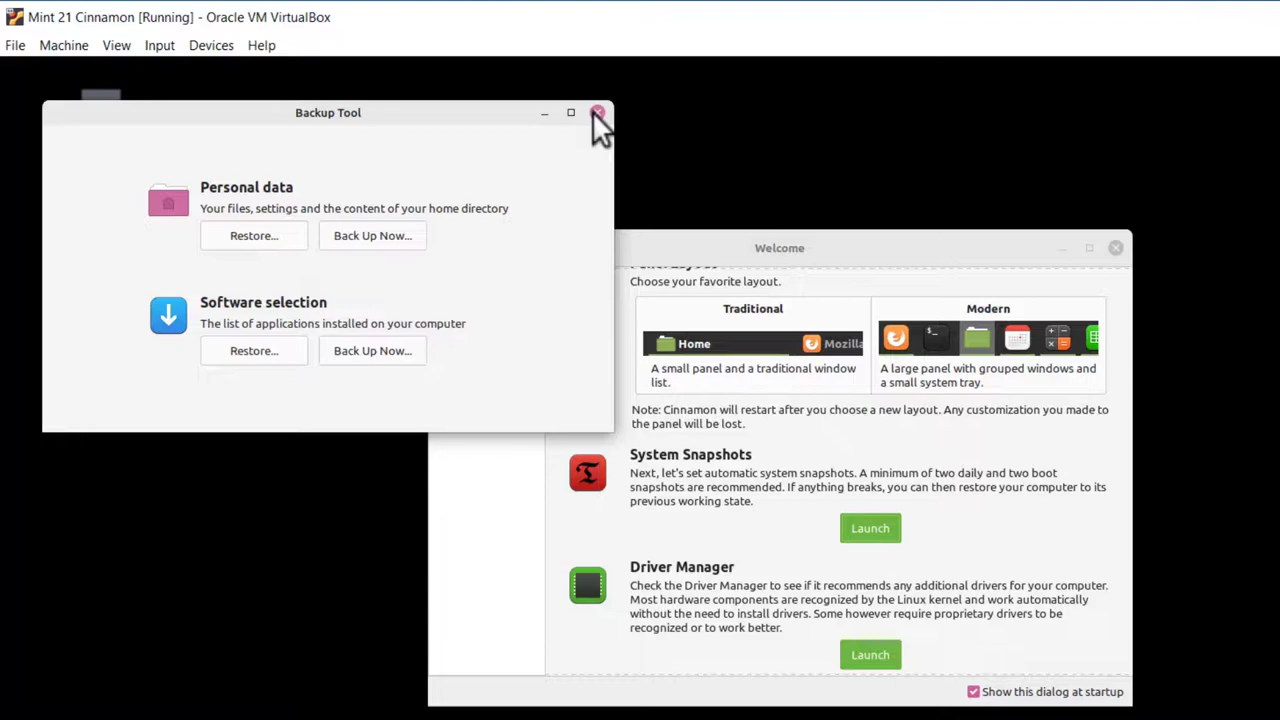 Mint 21 Cinnamon [Running] - Oracle VM VirtualBox
File Machine View Input Devices Help
Backup Tool
Personal data
Your files, settings and the content of your home directory
Restore... Back Up Now...
Software selection
The list of applications installed on your computer
Restore... Back Up Now...
Welcome
Choose your favorite layout.
Traditional
Home Mozilla
A small panel and a traditional window
list.
Modern
A large panel with grouped windows and
a small system tray.
Note: Cinnamon will restart after you choose a new layout. Any customization you made to
the panel will be lost.
System Snapshots
Next, let's set automatic system snapshots. A minimum of two daily and two boot
snapshots are recommended. If anything breaks, you can then restore your computer to its
previous working state.
Launch
Driver Manager
Check the Driver Manager to see if it recommends any additional drivers for your computer.
Most hardware components are recognized by the Linux kernel and work automatically
without the need to install drivers. Some however require proprietary drivers to be
recognized or to work better.
Launch
Show this dialog at startup